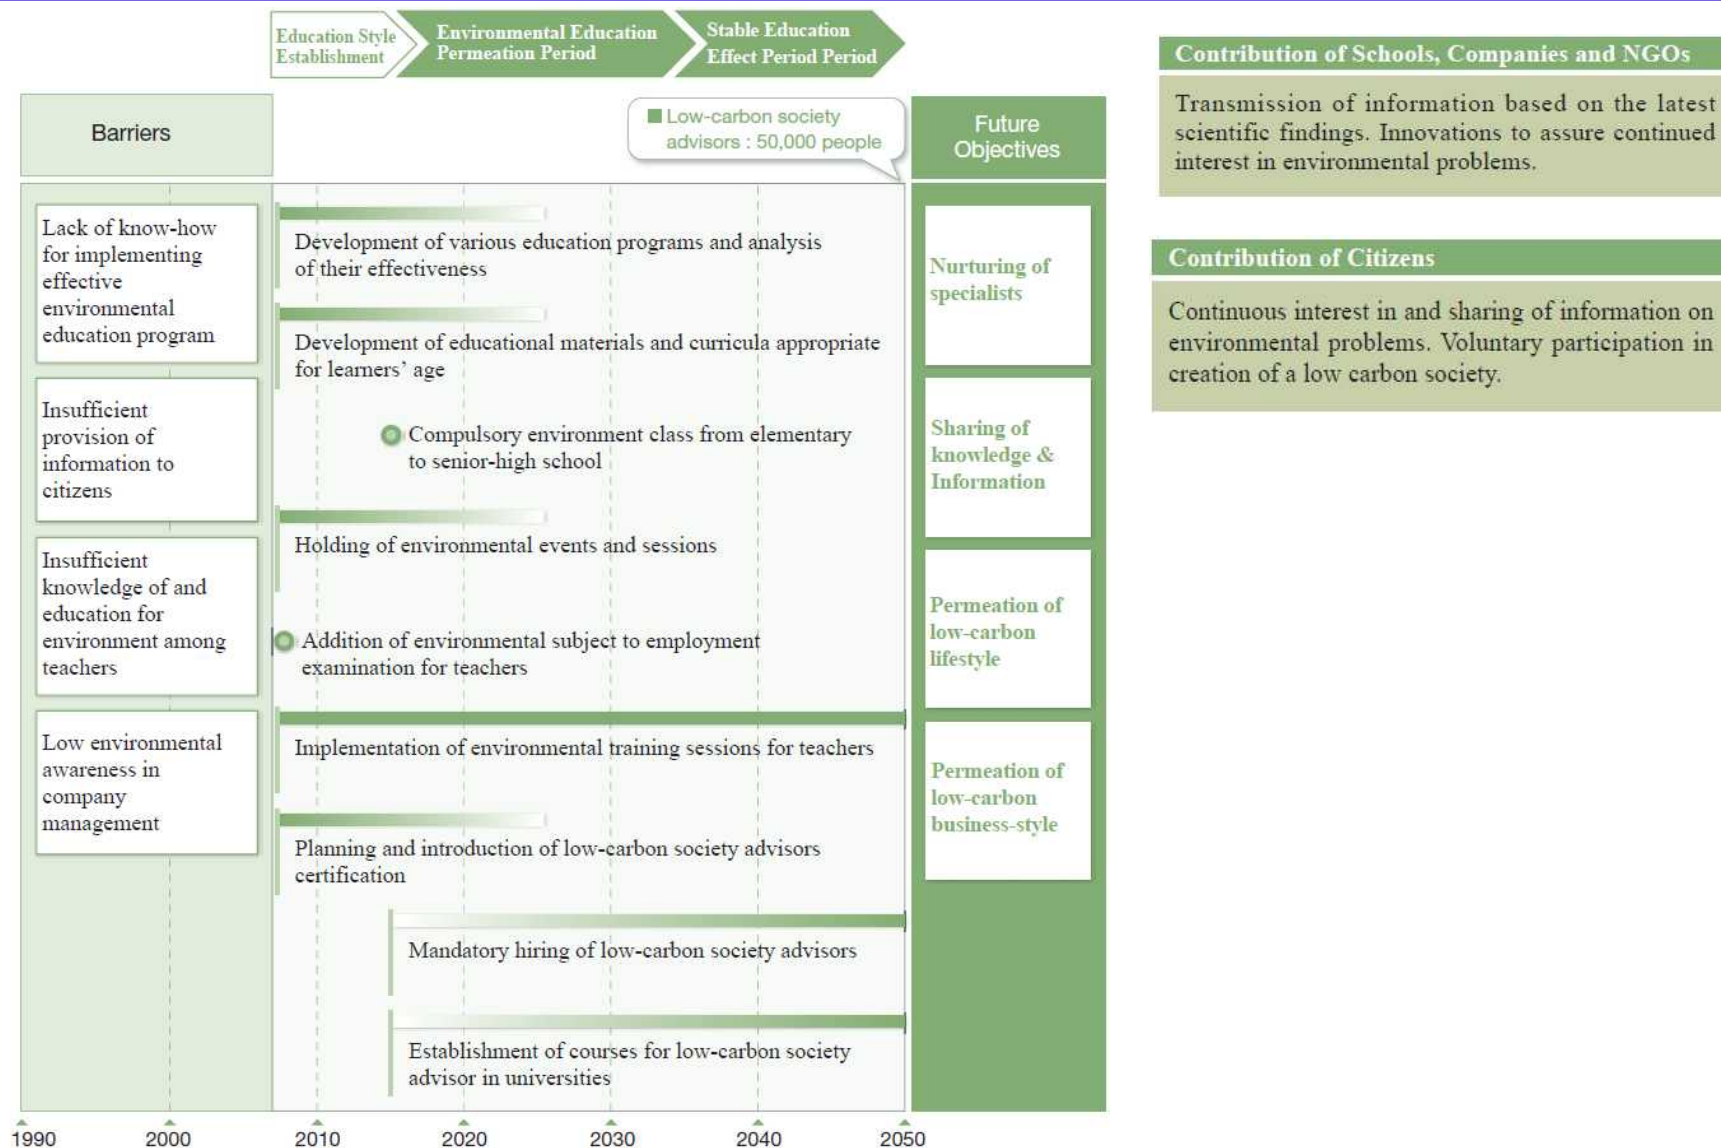 Education Style
Establishment
Environmental Education
Permeation Period
Stable Education
Effect Period Period
Barriers
Low-carbon society
advisors : 50,000 people
Future
Objectives
Lack of know-how
for implementing
effective
environmental
education program
Insufficient
provision of
information to
citizens
Insufficient
knowledge of and
education for
environment among
teachers
Low environmental
awareness in
company
management
Development of various education programs and analysis
of their effectiveness
Development of educational materials and curricula appropriate
for learners’ age
Compulsory environment class from elementary
to senior-high school
Holding of environmental events and sessions
Addition of environmental subject to employment
examination for teachers
Implementation of environmental training sessions for teachers
Planning and introduction of low-carbon society advisors
certification
Mandatory hiring of low-carbon society advisors
Establishment of courses for low-carbon society
advisor in universities
Nurturing of
specialists
Sharing of
knowledge &
Information
Permeation of
low-carbon
lifestyle
Permeation of
low-carbon
business-style
1990 2000 2010 2020 2030 2040 2050
Contribution of Schools, Companies and NGOs
Transmission of information based on the latest
scientific findings. Innovations to assure continued
interest in environmental problems.
Contribution of Citizens
Continuous interest in and sharing of information on
environmental problems. Voluntary participation in
creation of a low carbon society.